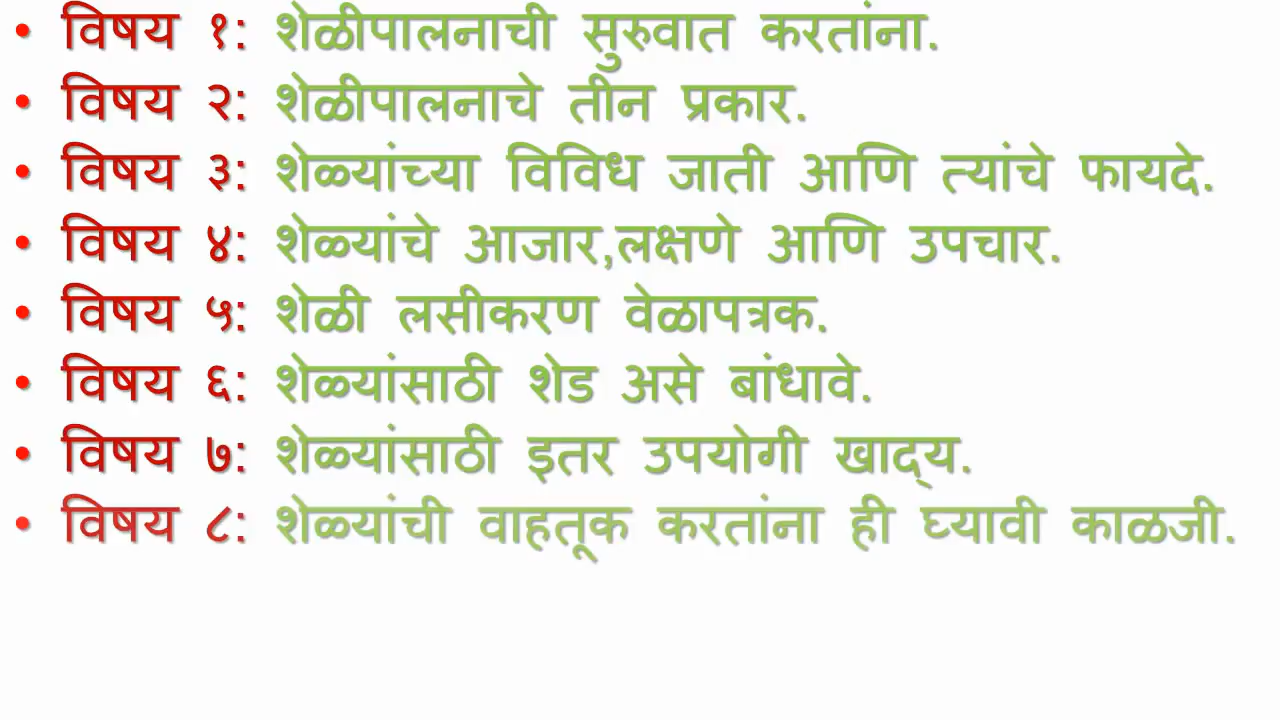 • विषय १: शेळीपालनाची सुरुवात करतांना.
• विषय २: शेळीपालनाचे तीन प्रकार.
• विषय ३: शेळ्यांच्या विविध जाती आणि त्यांचे फायदे.
• विषय ४: शेळ्यांचे आजार,लक्षणे आणि उपचार.
• विषय ५: शेळी लसीकरण वेळापत्रक.
• विषय ६: शेळ्यांसाठी शेड असे बांधावे.
• विषय ७: शेळ्यांसाठी इतर उपयोगी खाद्य.
• विषय ८: शेळ्यांची वाहतूक करतांना ही घ्यावी काळजी.